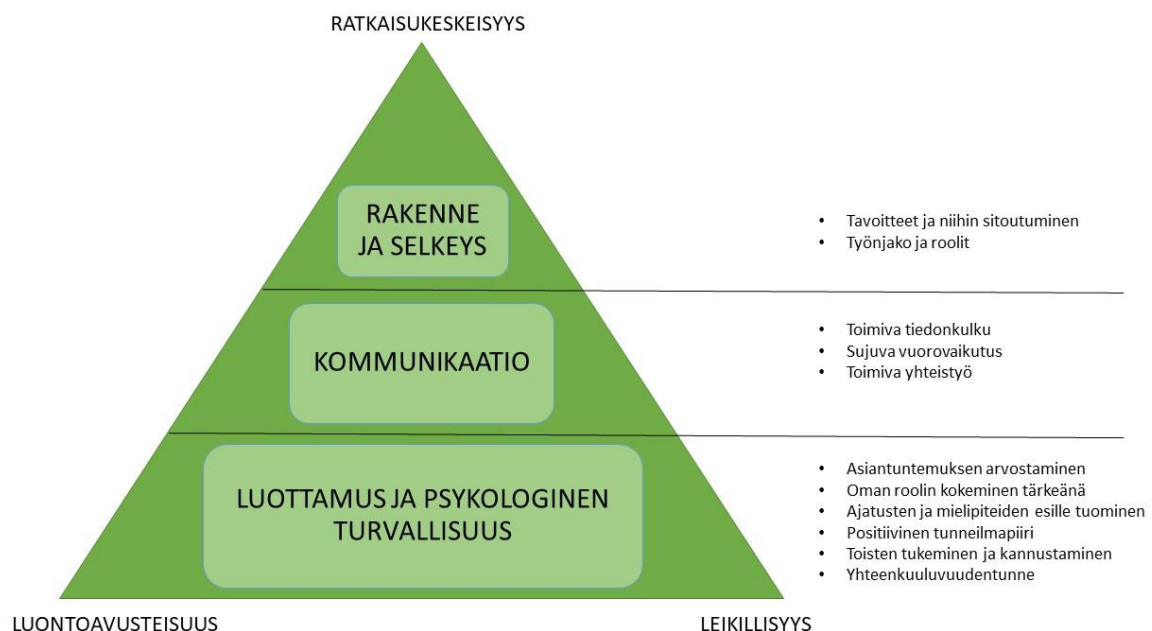 RATKAISUKESKEISYYS
RAKENNE
JA SELKEYS
• Tavoitteet ja niihin sitoutuminen
• Työnjako ja roolit
KOMMUNIKAATIO
• Toimiva tiedonkulku
• Sujuva vuorovaikutus
• Toimiva yhteistyö
LUOTTAMUS JA PSYKOLOGINEN
TURVALLISUUS
• Asiantuntemuksen arvostaminen
• Oman roolin kokeminen tärkeänä
• Ajatusten ja mielipiteiden esille tuominen
• Positiivinen tunneilmapiiri
• Toisten tukeminen ja kannustaminen
• Yhteenkuuluvuudentunne
LUONTOAVUSTEISUUS
LEIKILLISYYS